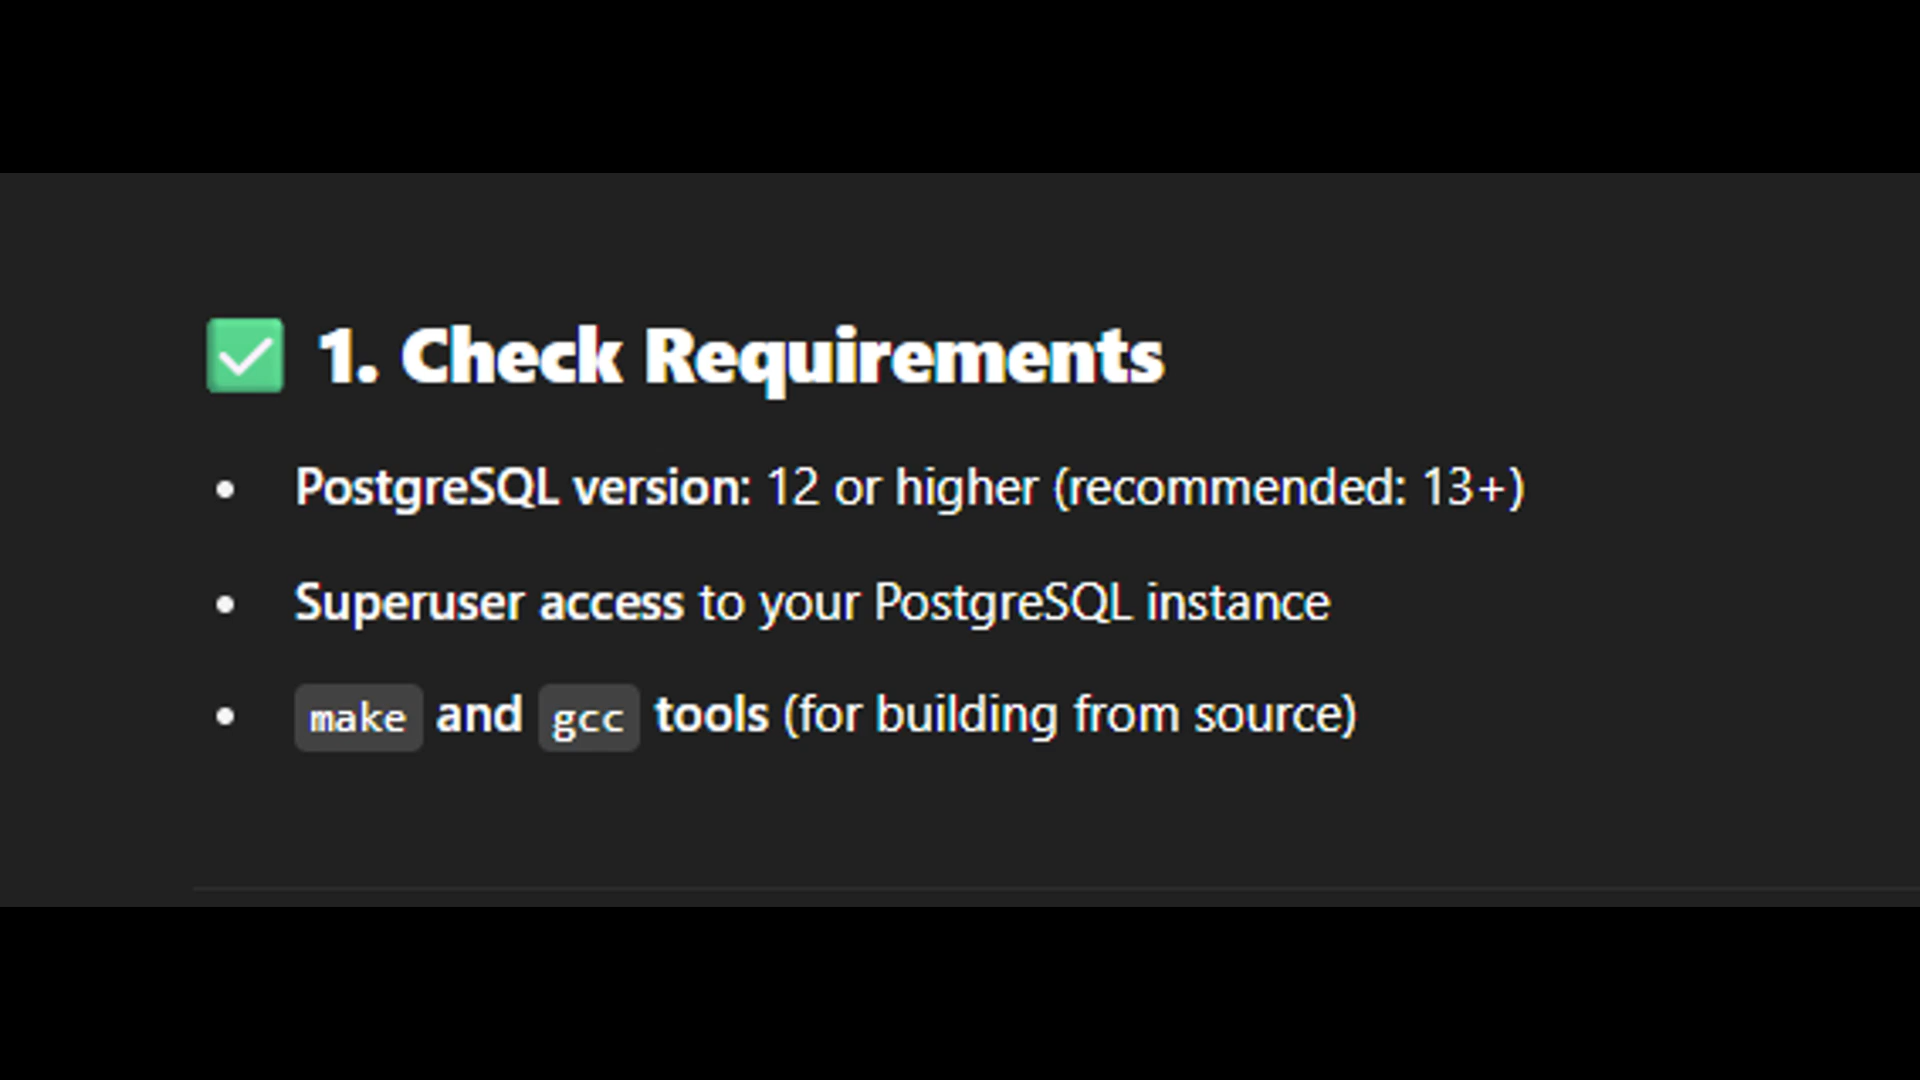 ✅ 1. Check Requirements
• PostgreSQL version: 12 or higher (recommended: 13+)
• Superuser access to your PostgreSQL instance
• make and gcc tools (for building from source)